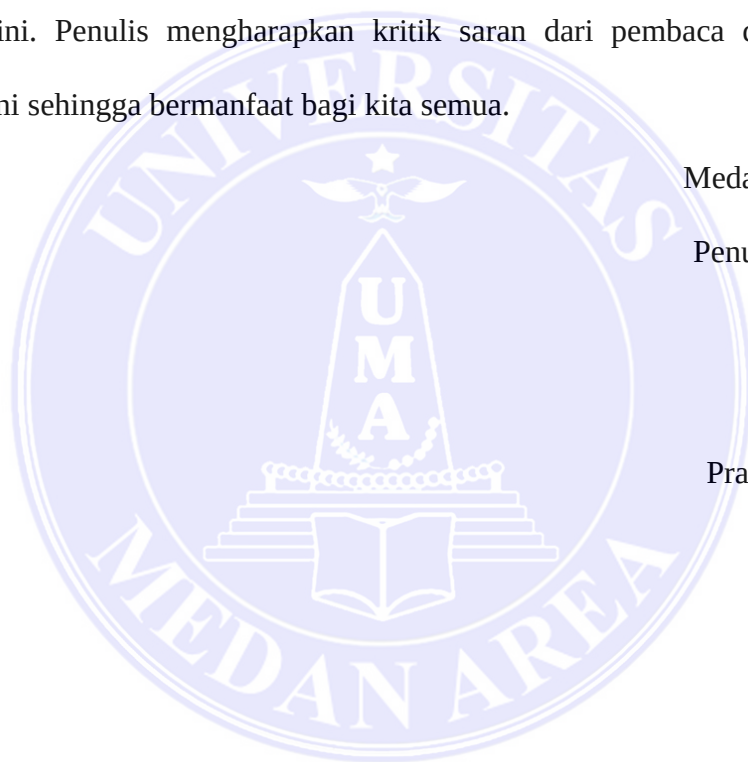 ini. Penulis mengharapkan kritik saran dari pembaca
ni sehingga bermanfaat bagi kita semua.
UNIVERSITAS
Meda
Penu
U
M
A
Pra
MEDAN AREA